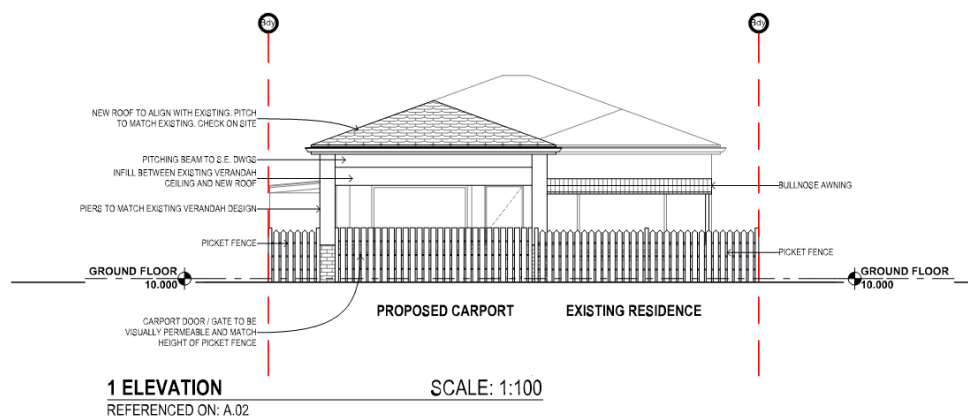 Bdy
Bdy
NEW ROOF TO ALIGN WITH EXISTING. PITCH
TO MATCH EXISTING. CHECK ON SITE
PITCHING BEAM TO S.E. DWGS
INFILL BETWEEN EXISTING VERANDAH
CEILING AND NEW ROOF
PIERS TO MATCH EXISTING VERANDAH DESIGN
PICKET FENCE
GROUND FLOOR
10.000
CARPORT DOOR / GATE TO BE
VISUALLY PERMEABLE AND MATCH
HEIGHT OF PICKET FENCE
PROPOSED CARPORT
EXISTING RESIDENCE
BULLNOSE AWNING
PICKET FENCE
GROUND FLOOR
10.000
1 ELEVATION
SCALE: 1:100
REFERENCED ON: A.02